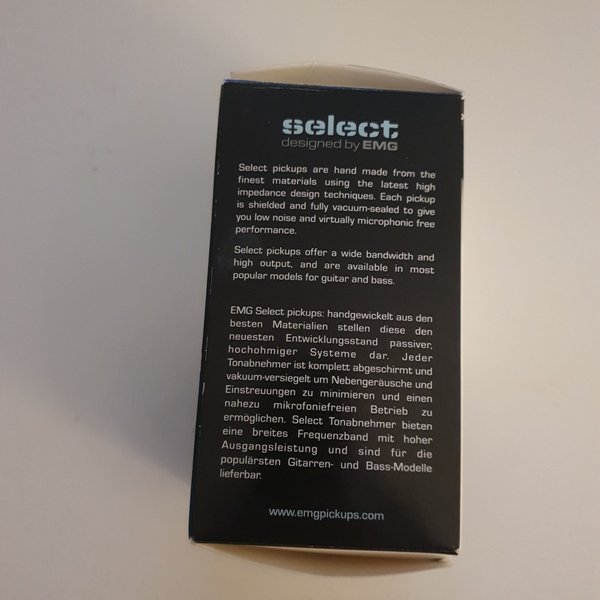 select
designed by EMG
Select pickups are hand made from the
finest materials using the latest high
impedance design techniques. Each pickup
is shielded and fully vacuum-sealed to give
you low noise and virtually microphonic free
performance.
Select pickups offer a wide bandwidth and
high output, and are available in most
popular models for guitar and bass.
EMG Select pickups: handgewickelt aus den
besten Materialien stellen diese den
neuesten Entwicklungsstand passiver,
hochohmiger Systeme dar. Jeder
Tonabnehmer ist komplett abgeschirmt und
vakuum-versiegelt um Nebengeräusche und
Einstreuungen zu minimieren und einen
nahezu mikrofoniefreien Betrieb zu
ermöglichen. Select Tonabnehmer bieten
eine breites Frequenzband mit hoher
Ausgangsleistung und sind für die
populärsten Gitarren- und Bass-Modelle
lieferbar.
www.emgpickups.com